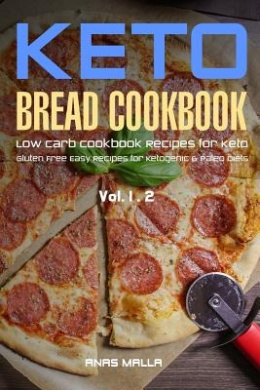 KETO
BREAD COOKBOOK
Low carb cookbook Recipes for Keto
Gluten Free Easy Recipes for Ketogenic & Paleo Diets
Vol. 1 . 2
ANAS MALLA